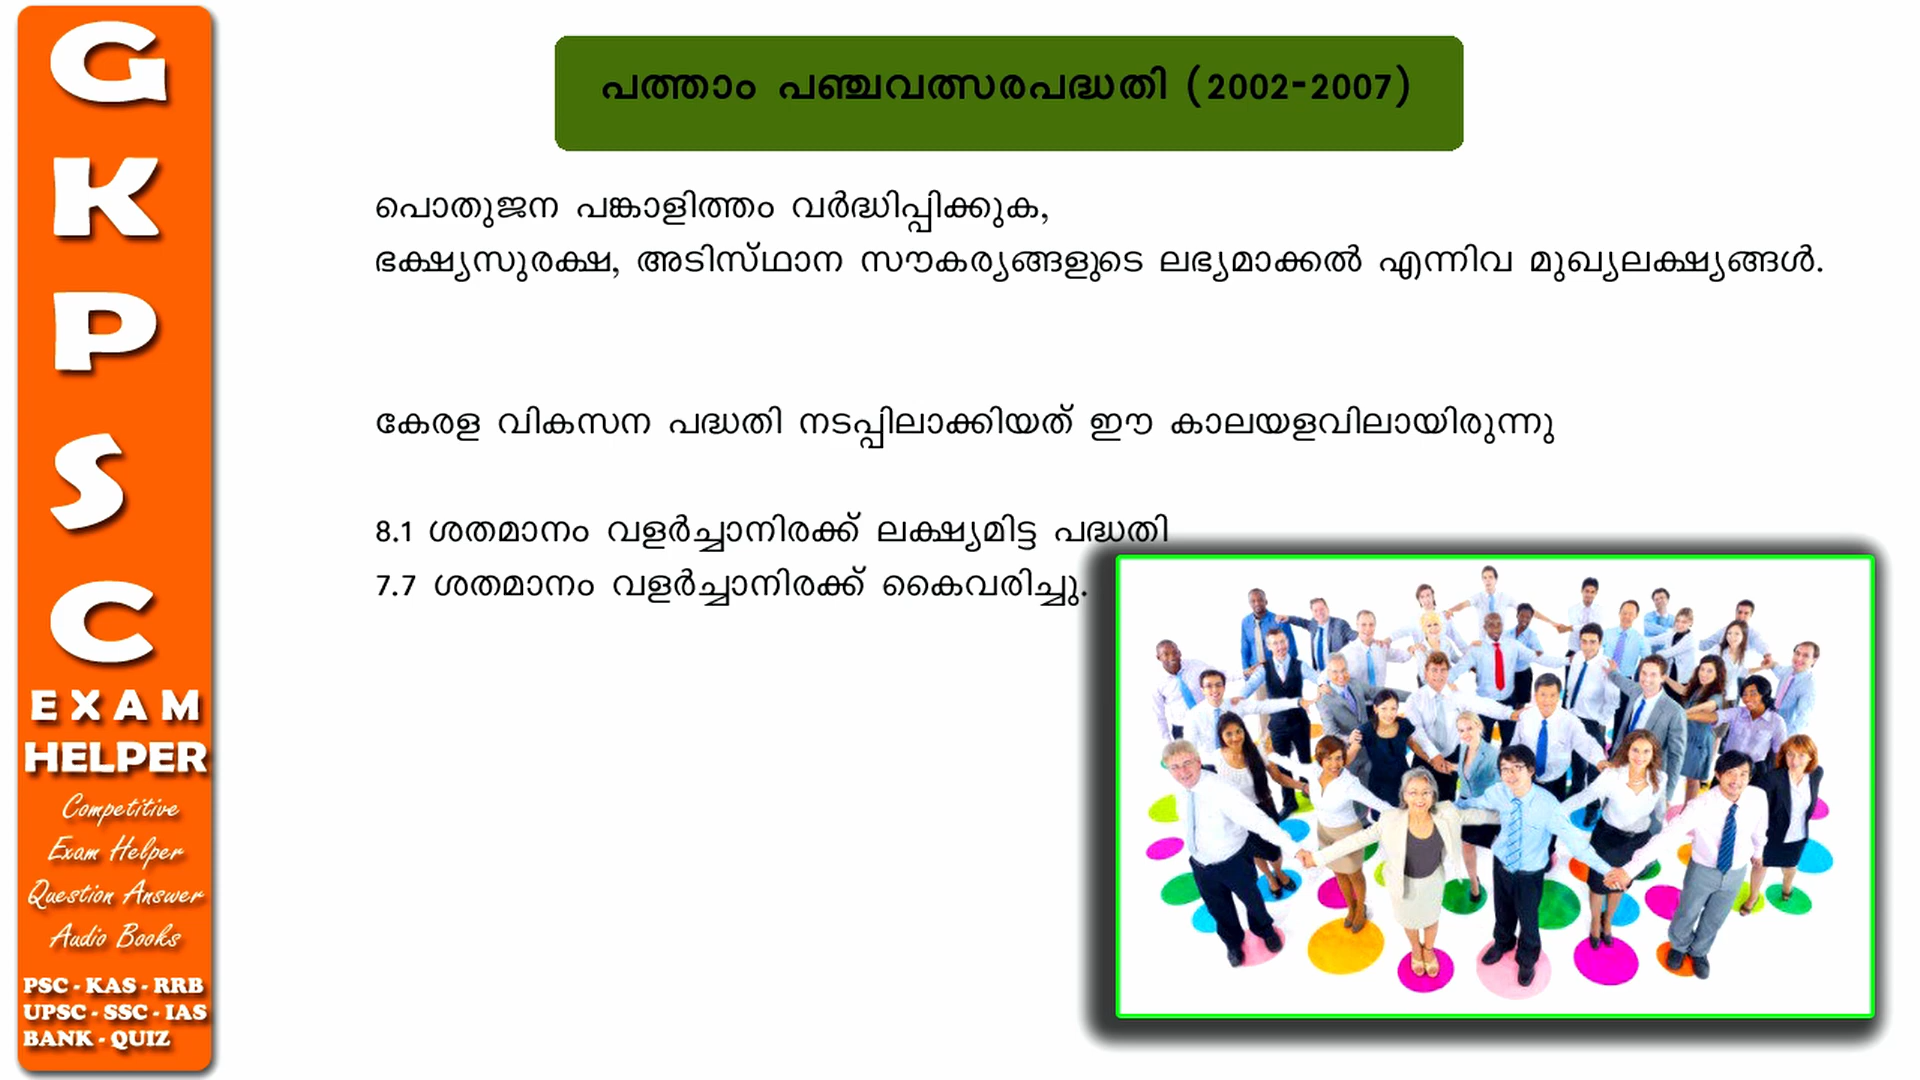 G
K
P
S
C
EXAM
HELPER
Competitive
Exam Helper
Question Answer
Audio Books
PSC - KAS - RRB
UPSC - SSC - IAS
BANK - QUIZ
പത്താം പഞ്ചവത്സരപദ്ധതി (2002-2007)
പൊതുജന പങ്കാളിത്തം വർദ്ധിപ്പിക്കുക,
ഭക്ഷ്യസുരക്ഷ, അടിസ്ഥാന സൗകര്യങ്ങളുടെ ലഭ്യമാക്കൽ എന്നിവ മുഖ്യലക്ഷ്യങ്ങൾ.
കേരള വികസന പദ്ധതി നടപ്പിലാക്കിയത് ഈ കാലയളവിലായിരുന്നു
8.1 ശതമാനം വളർച്ചാനിരക്ക് ലക്ഷ്യമിട്ട പദ്ധതി
7.7 ശതമാനം വളർച്ചാനിരക്ക് കൈവരിച്ചു.